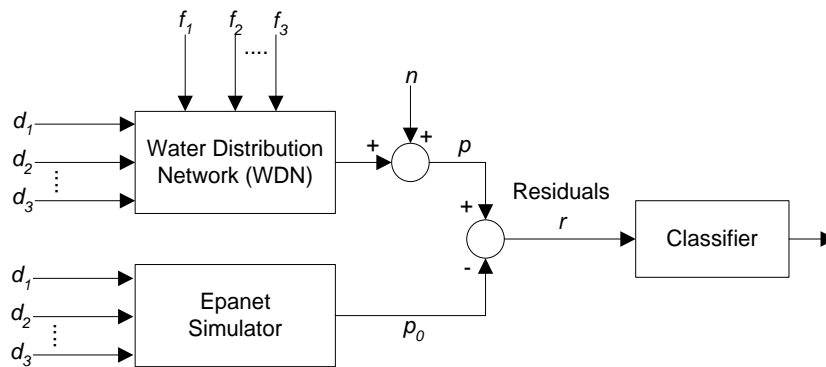 f1 f2 f3
....
n
d1
d2
....
d3
Water Distribution
Network (WDN)
+ +
p
+
-
Residuals
r
Classifier
d1
d2
....
d3
Epanet
Simulator
p0